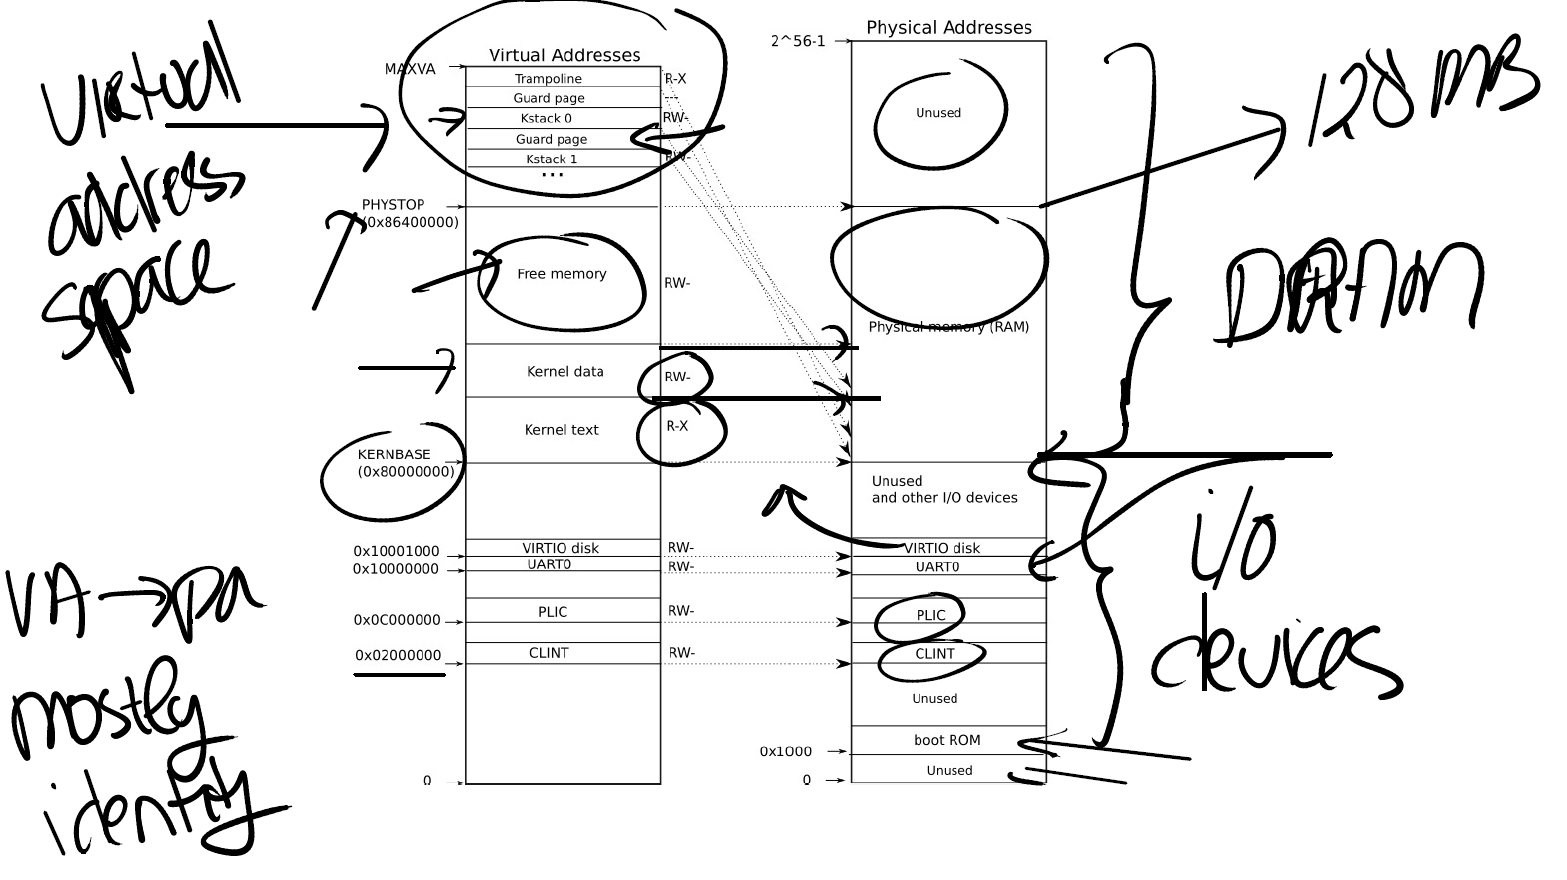 Virtual
address
space
VA → pa
mostly
identity
Virtual Addresses
MAXVA
Trampoline
R-X
Guard page
---
Kstack 0
RW-
Guard page
Kstack 1
RW-
...
PHYSTOP
(0x86400000)
Free memory
RW-
Kernel data
RW-
Kernel text
R-X
KERNBASE
(0x80000000)
0x10001000
VIRTIO disk
RW-
0x10000000
UART0
RW-
0x0C000000
PLIC
RW-
0x02000000
CLINT
RW-
0
Physical Addresses
2^56-1
Unused
Physical memory (RAM)
Unused
and other I/O devices
VIRTIO disk
UART0
PLIC
CLINT
Unused
0x1000
boot ROM
0
Unused
128 MB
i/o
devices